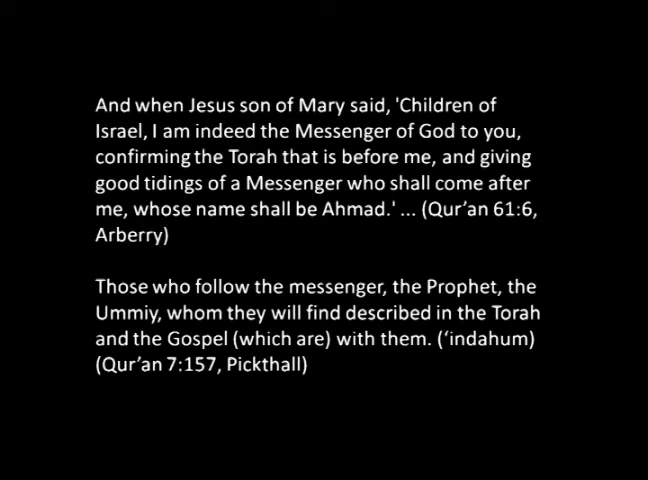 And when Jesus son of Mary said, 'Children of
Israel, I am indeed the Messenger of God to you,
confirming the Torah that is before me, and giving
good tidings of a Messenger who shall come after
me, whose name shall be Ahmad.' ... (Qur’an 61:6,
Arberry)
Those who follow the messenger, the Prophet, the
Ummiy, whom they will find described in the Torah
and the Gospel (which are) with them. (‘indahum)
(Qur’an 7:157, Pickthall)